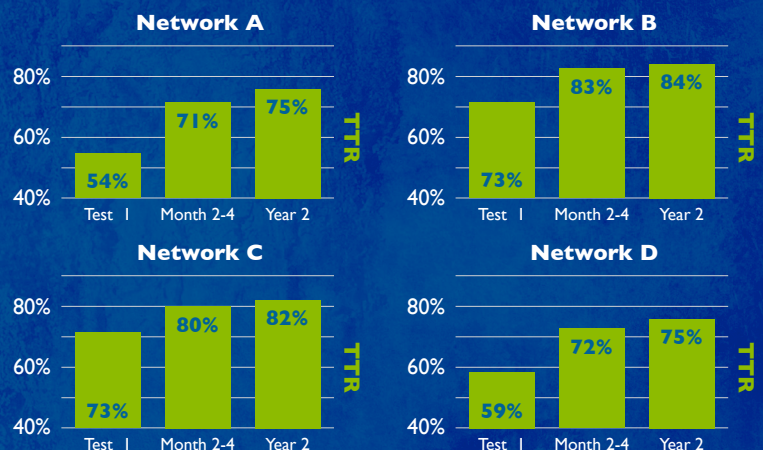 Network A
80%
60%
40%
54%
71%
75%
TTR
Test 1 Month 2-4 Year 2
Network B
80%
60%
40%
73%
83%
84%
TTR
Test 1 Month 2-4 Year 2
Network C
80%
60%
40%
73%
80%
82%
TTR
Test 1 Month 2-4 Year 2
Network D
80%
60%
40%
59%
72%
75%
TTR
Test 1 Month 2-4 Year 2